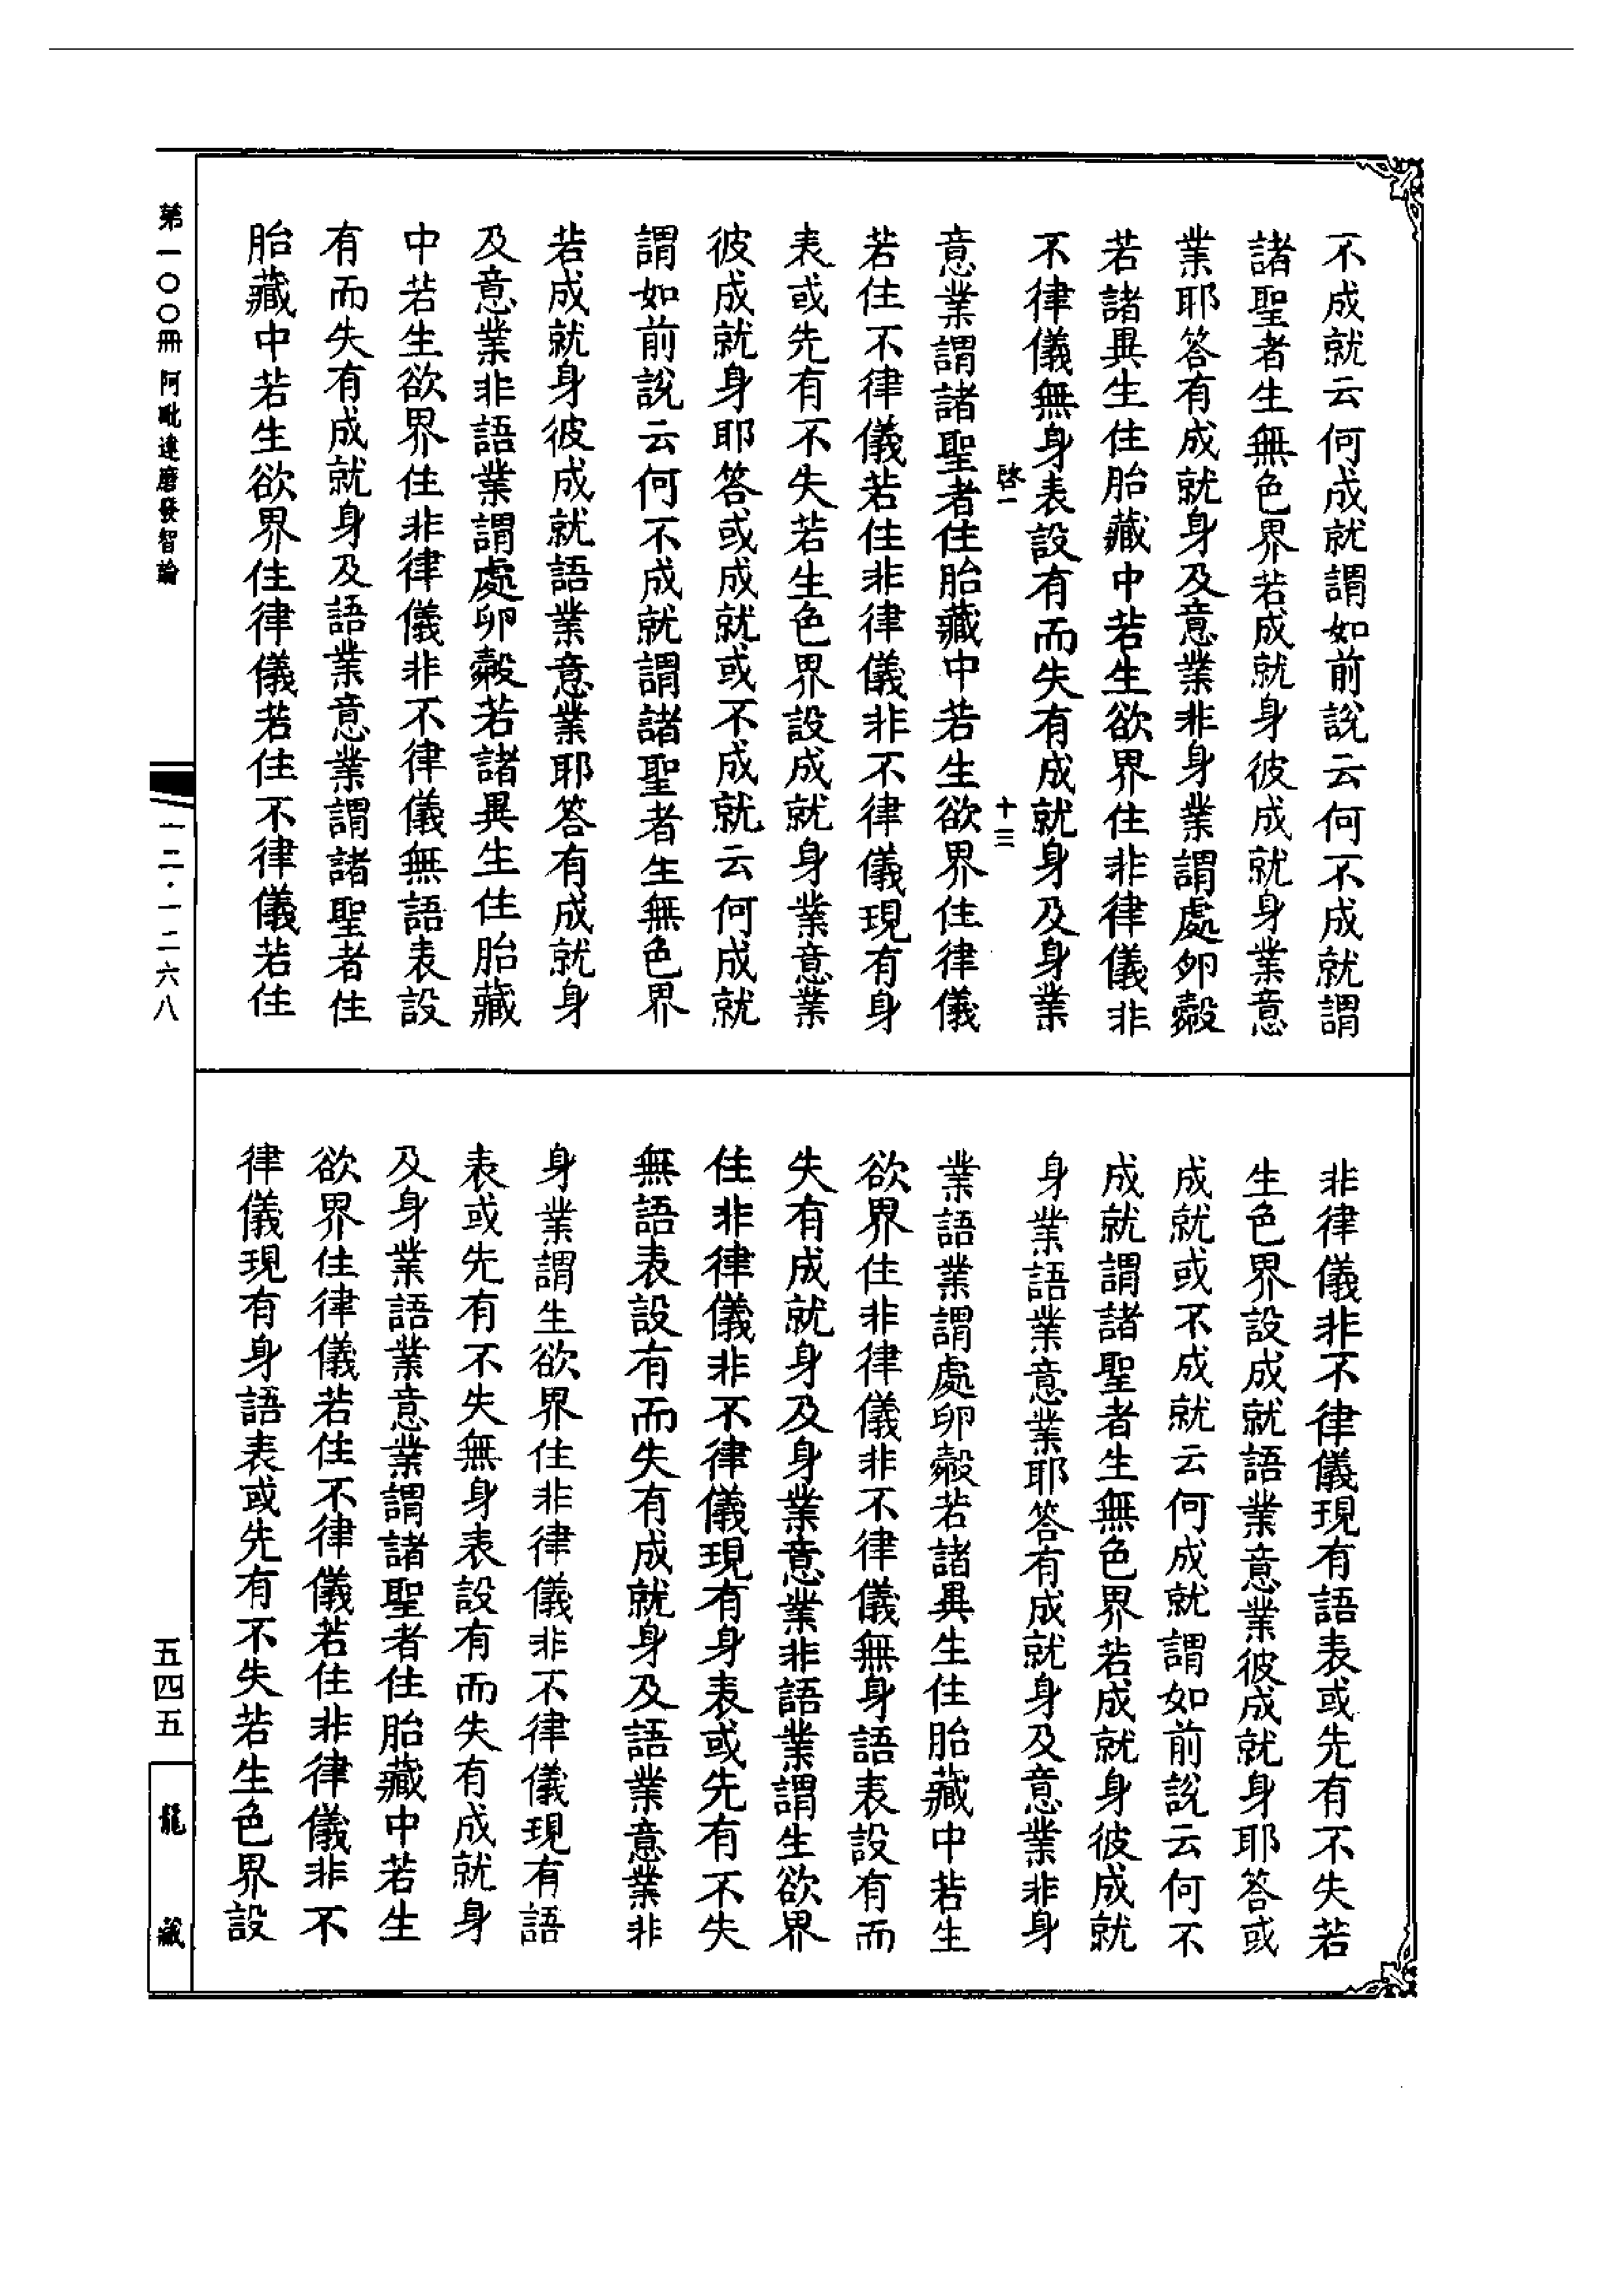 不成就云何成就謂如前說云何不成就謂
諸聖者生無色界若成就身彼成就身業意
業耶答有成就身及意業非身業謂處卵㲉
若諸異生住胎藏中若生欲界住非律儀非
不律儀無身表設有而失有成就身及身業
啓一
十三
意業謂諸聖者住胎藏中若生欲界住律儀
若住不律儀若住非律儀非不律儀現有身
表或先有不失若生色界設成就身業意業
彼成就身耶答或成就或不成就云何成就
謂如前說云何不成就謂諸聖者生無色界
若成就身彼成就語業意業耶答有成就身
及意業非語業謂處卵㲉若諸異生住胎藏
中若生欲界住非律儀非不律儀無語表設
有而失有成就身及語業意業謂諸聖者住
胎藏中若生欲界住律儀若住不律儀若住
非律儀非不律儀現有語表或先有不失若
生色界設成就語業意業彼成就身耶答或
成就或不成就云何成就謂如前說云何不
成就謂諸聖者生無色界若成就身彼成就
身業語業意業耶答有成就身及意業非身
業語業謂處卵㲉若諸異生住胎藏中若生
欲界住非律儀非不律儀無身語表設有而
失有成就身及身業意業非語業謂生欲界
住非律儀非不律儀現有身表或先有不失
無語表設有而失有成就身及語業意業非
身業謂生欲界住非律儀非不律儀現有語
表或先有不失無身表設有而失有成就身
及身業語業意業謂諸聖者住胎藏中若生
欲界住律儀若住不律儀若住非律儀非不
律儀現有身語表或先有不失若生色界設
第一〇〇冊 阿毗達磨發智論
一二·一二六八
五四五
龍藏